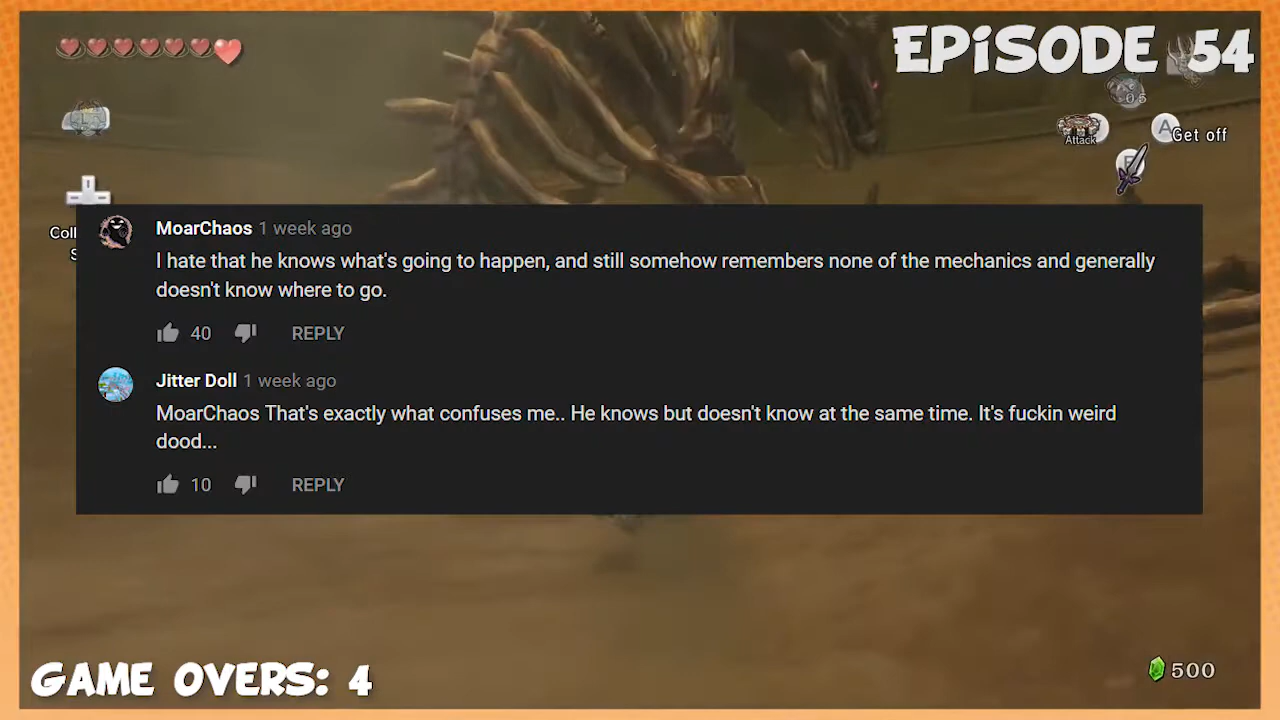 EPISODE 54
05
Attack
A Get off
Coll
S
MoarChaos 1 week ago
I hate that he knows what's going to happen, and still somehow remembers none of the mechanics and generally
doesn't know where to go.
40 REPLY
Jitter Doll 1 week ago
MoarChaos That's exactly what confuses me.. He knows but doesn't know at the same time. It's fuckin weird
dood...
10 REPLY
GAME OVERS: 4
500